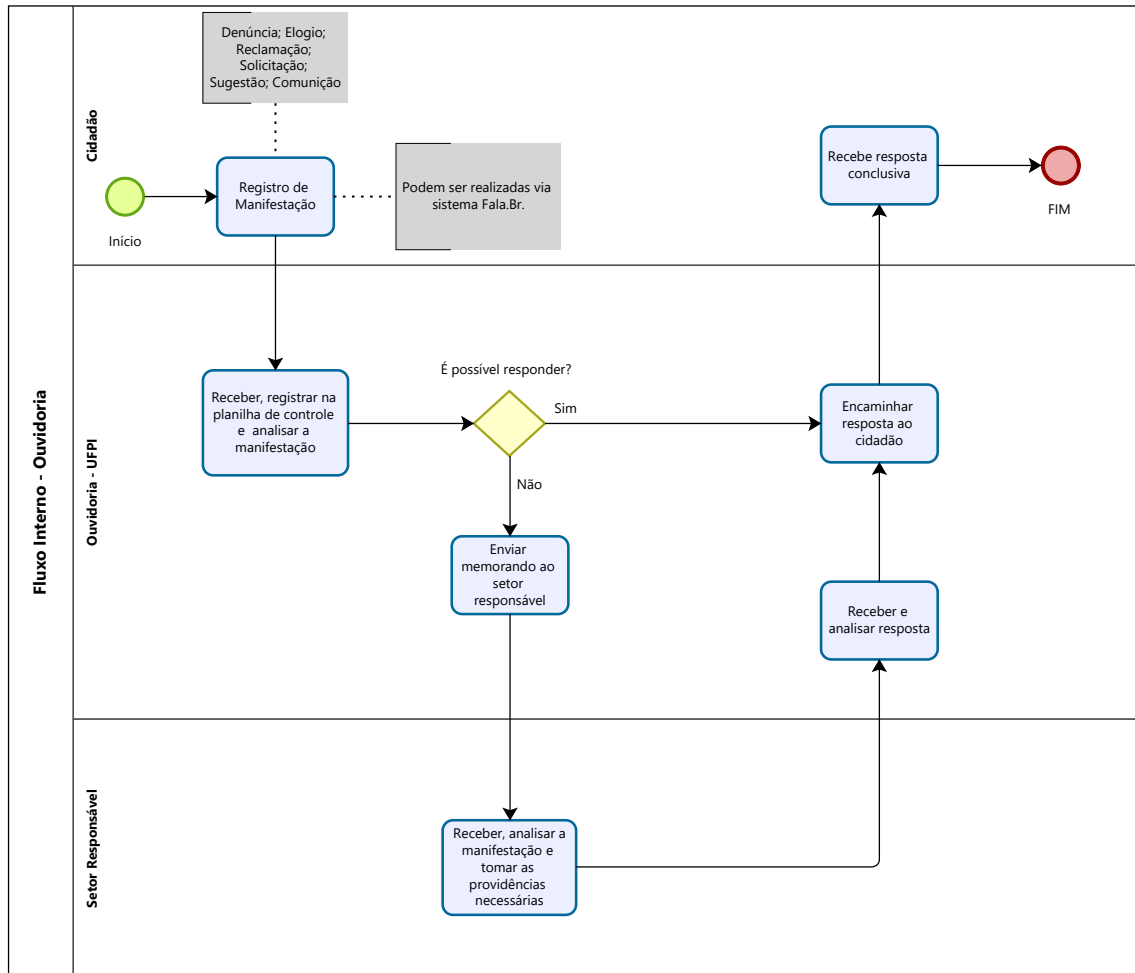 Fluxo Interno - Ouvidoria
Cidadão
Denúncia; Elogio;
Reclamação;
Solicitação;
Sugestão; Comunição
Início
Registro de
Manifestação
Podem ser realizadas via
sistema Fala.Br.
Recebe resposta
conclusiva
FIM
Ouvidoria - UFPI
Receber, registrar na
planilha de controle
e analisar a
manifestação
É possível responder?
Sim
Não
Encaminhar
resposta ao
cidadão
Enviar
memorando ao
setor
responsável
Receber e
analisar resposta
Setor Responsável
Receber, analisar a
manifestação e
tomar as
providências
necessárias